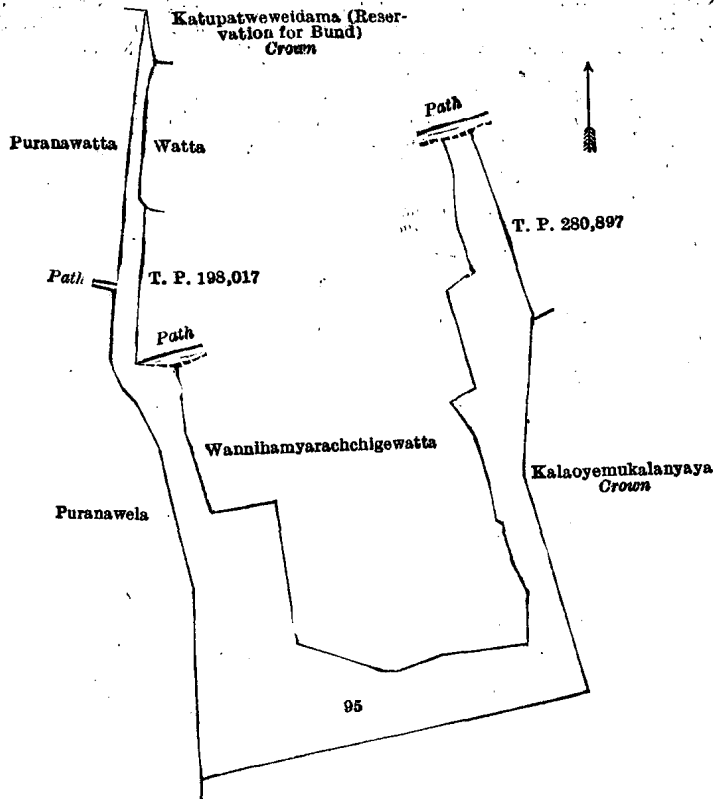 Katupatweweidama (Reser-
vation for Bund)
Crown
Path
Puranawatta
Watta
T. P. 280,897
Path
T. P. 198,017
Path
Wannihamyarachchigewatta
Kalaoyemukalanyaya
Crown
Puranawela
95